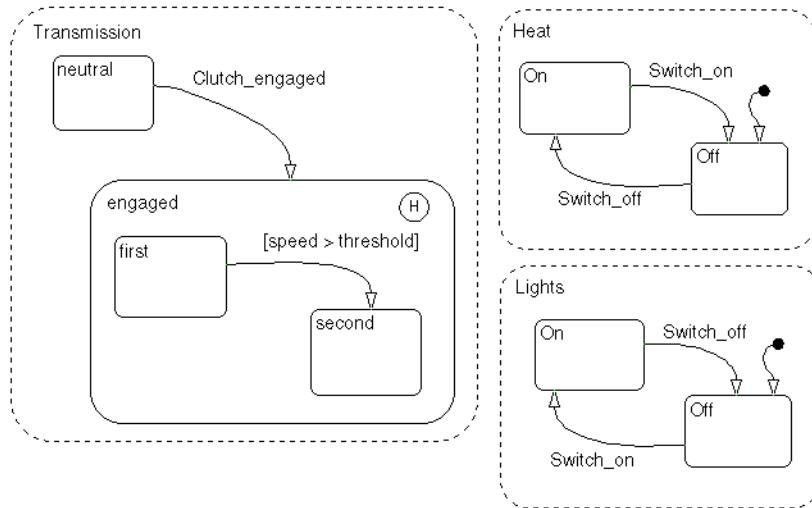 Transmission
neutral
Clutch_engaged
engaged
H
first
[speed > threshold]
second
Heat
On
Switch_on
Off
Switch_off
Lights
On
Switch_off
Off
Switch_on